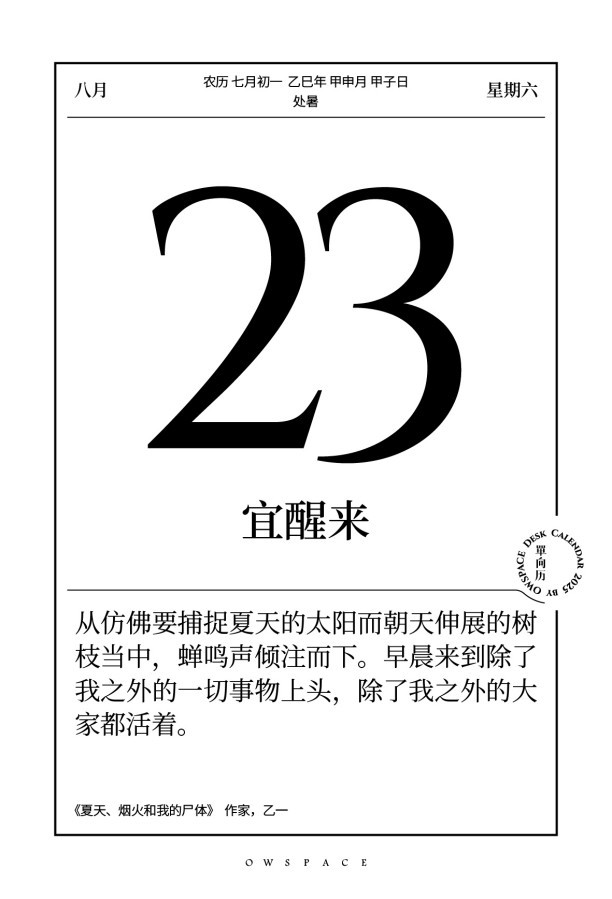 八月
农历 七月初一 乙巳年 甲申月 甲子日
处暑
星期六
23
宜醒来
單向历
OWSPACE DESK CALENDAR 2025 BY
从仿佛要捕捉夏天的太阳而朝天伸展的树
枝当中，蝉鸣声倾注而下。早晨来到除了
我之外的一切事物上头，除了我之外的大
家都活着。
《夏天、烟火和我的尸体》 作家，乙一
OWSPACE